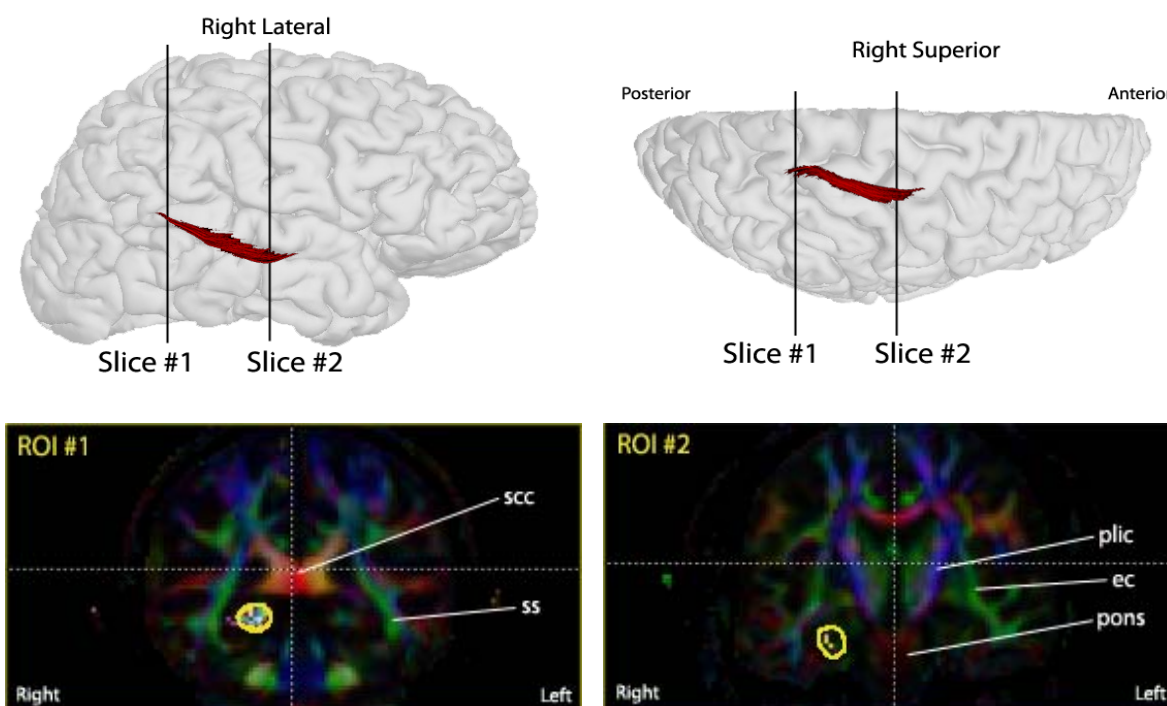 Right Lateral
Slice #1
Slice #2
Right Superior
Posterior
Anterior
Slice #1
Slice #2
ROI #1
scc
ss
Right
Left
ROI #2
plic
ec
pons
Right
Left